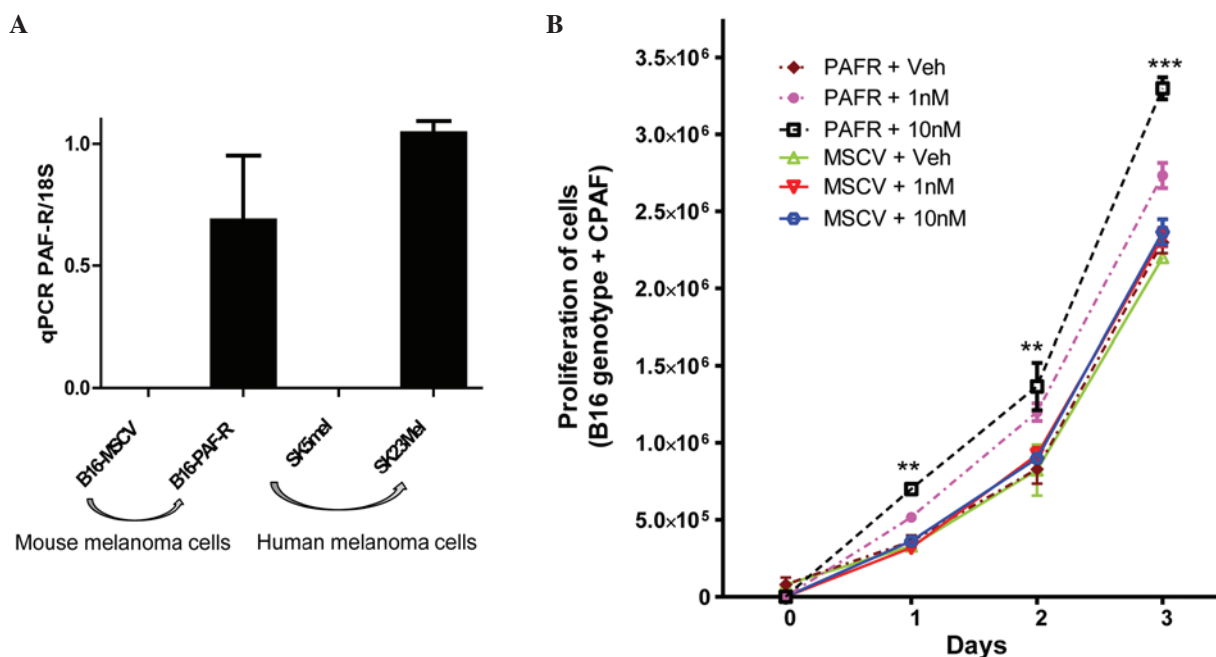 A
qPCR PAF-R/18S
1.0
0.5
0.0
B16-MSCV
B16-PAF-R
SK5mel
SK23Mel
Mouse melanoma cells
Human melanoma cells
B
Proliferation of cells
(B16 genotype + CPAF)
3.5×10⁶
3.0×10⁶
2.5×10⁶
2.0×10⁶
1.5×10⁶
1.0×10⁶
5.0×10⁵
0
PAFR + Veh
PAFR + 1nM
PAFR + 10nM
MSCV + Veh
MSCV + 1nM
MSCV + 10nM
**
**
***
0 1 2 3
Days